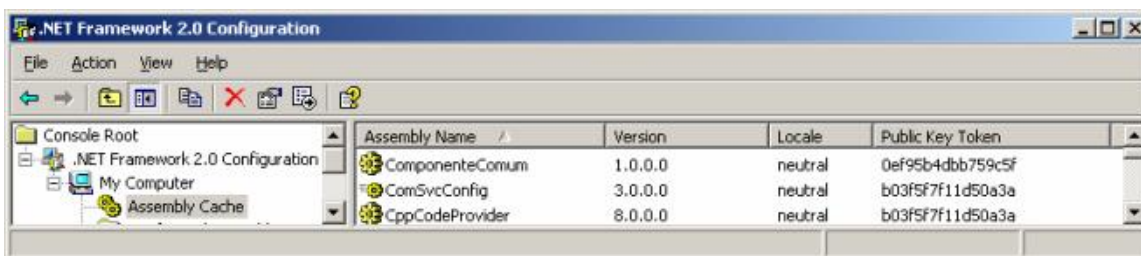 .NET Framework 2.0 Configuration
File Action View Help
Console Root
.NET Framework 2.0 Configuration
My Computer
Assembly Cache
Assembly Name Version Locale Public Key Token
ComponenteComum 1.0.0.0 neutral 0ef95b4dbb759c5f
ComSvcConfig 3.0.0.0 neutral b03f5f7f11d50a3a
CppCodeProvider 8.0.0.0 neutral b03f5f7f11d50a3a